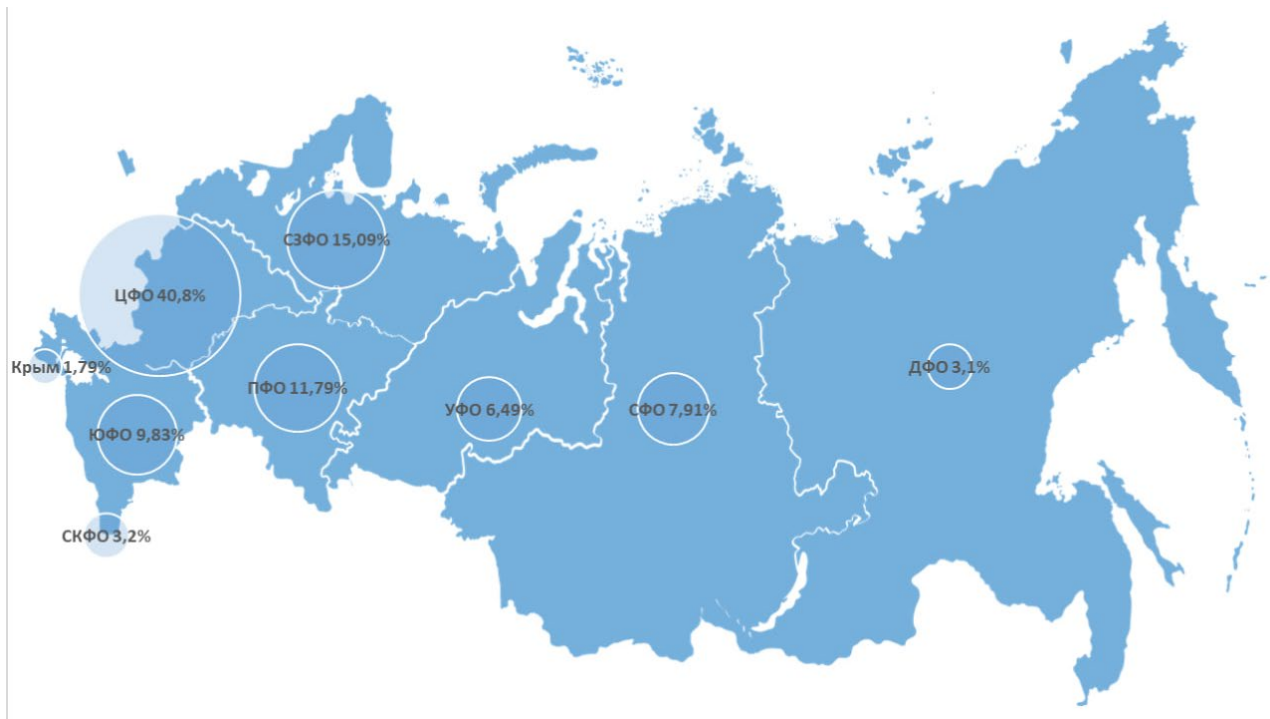 СЗФО 15,09%
ЦФО 40,8%
Крым 1,79%
ПФО 11,79%
ДФО 3,1%
УФО 6,49%
СФО 7,91%
ЮФО 9,83%
СКФО 3,2%